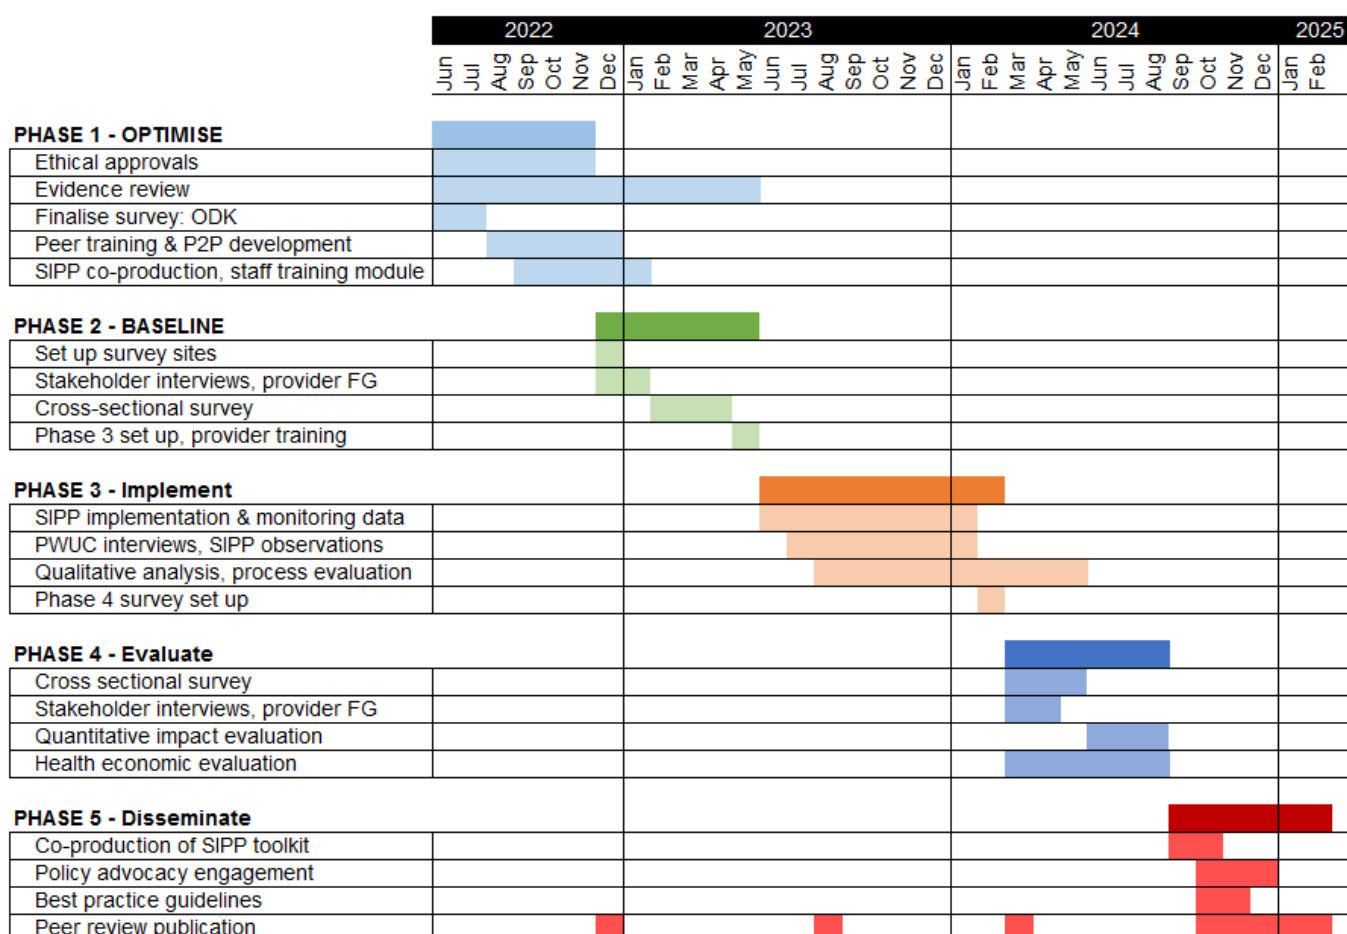 2022 2023 2024 2025
Jun Jul Aug Sep Oct Nov Dec Jan Feb Mar Apr May Jun Jul Aug Sep Oct Nov Dec Jan Feb Mar Apr May Jun Jul Aug Sep Oct Nov Dec Jan Feb
PHASE 1 - OPTIMISE
Ethical approvals
Evidence review
Finalise survey: ODK
Peer training & P2P development
SIPP co-production, staff training module
PHASE 2 - BASELINE
Set up survey sites
Stakeholder interviews, provider FG
Cross-sectional survey
Phase 3 set up, provider training
PHASE 3 - Implement
SIPP implementation & monitoring data
PWUC interviews, SIPP observations
Qualitative analysis, process evaluation
Phase 4 survey set up
PHASE 4 - Evaluate
Cross sectional survey
Stakeholder interviews, provider FG
Quantitative impact evaluation
Health economic evaluation
PHASE 5 - Disseminate
Co-production of SIPP toolkit
Policy advocacy engagement
Best practice guidelines
Peer review publication